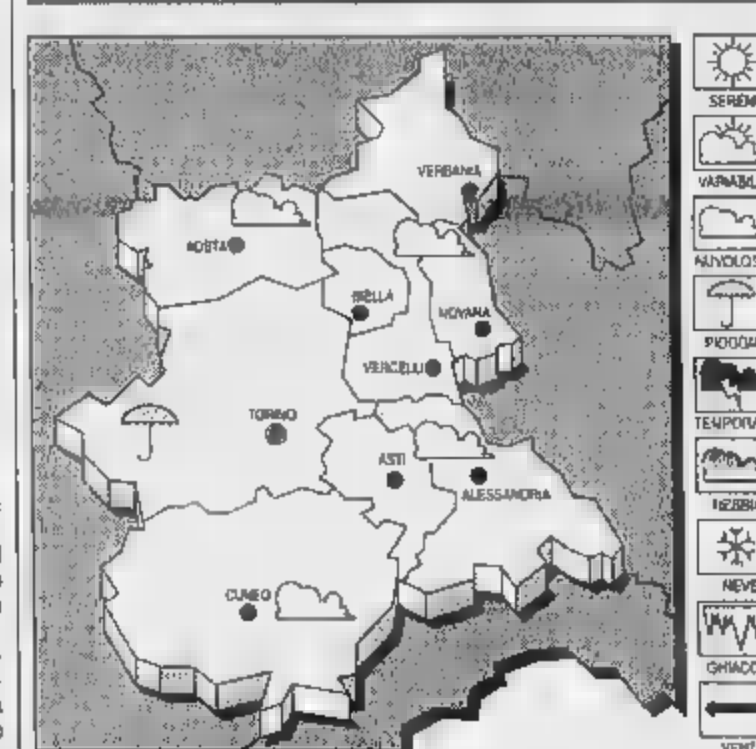 VERBANIA
AOSTA
BIELLA
NOVARA
VERCELLI
TORINO
ASTI
ALESSANDRIA
CUNEO
SEREN
VARIABIL
NUVOLOS
PIOGGIA
TEMPORA
NEBBIA
NEVE
GHIACC